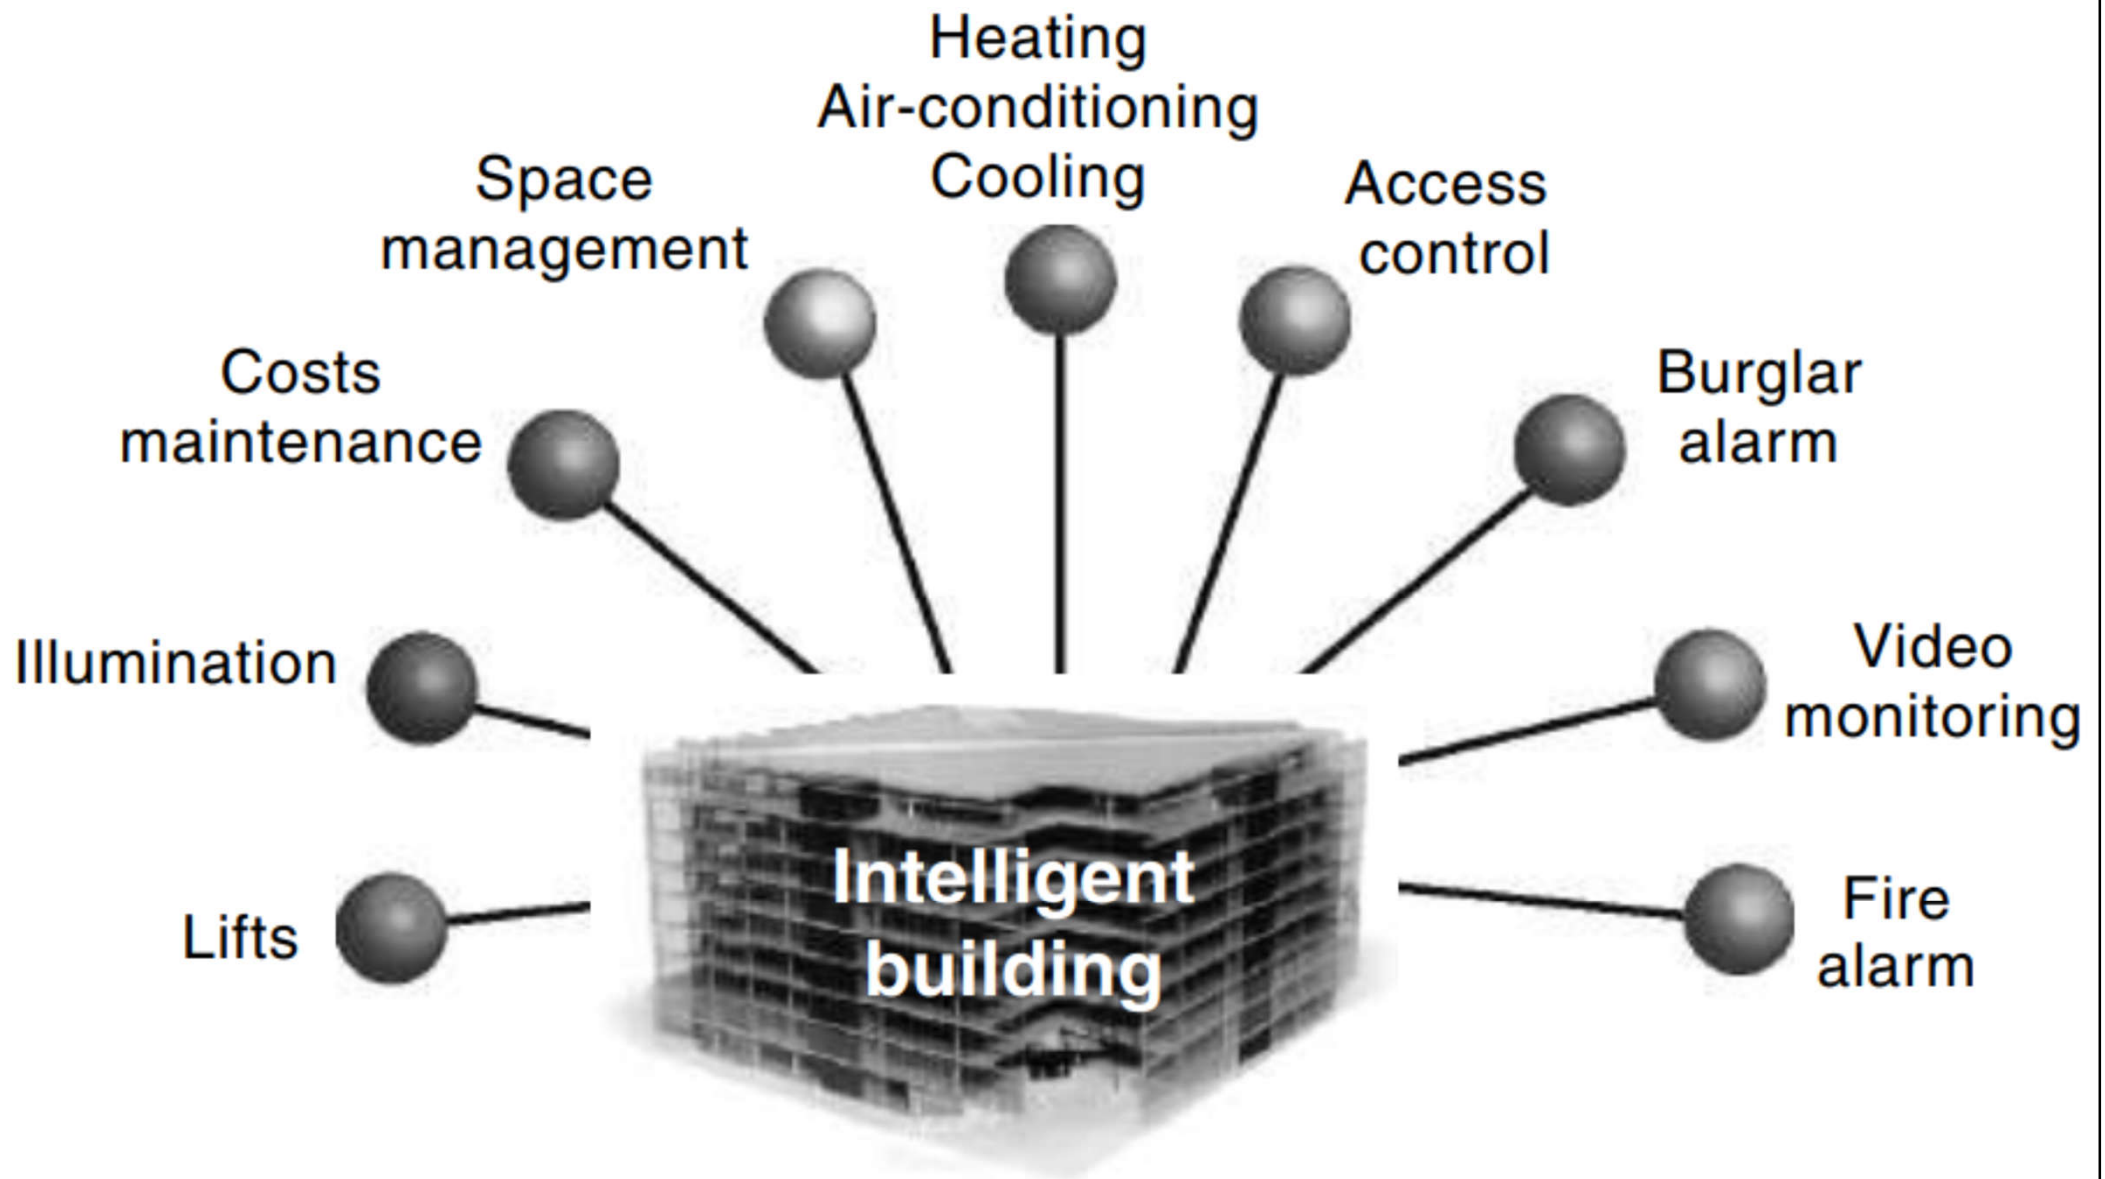 Heating
Air-conditioning
Cooling
Space
management
Access
control
Costs
maintenance
Burglar
alarm
Illumination
Video
monitoring
Lifts
Fire
alarm
Intelligent
building